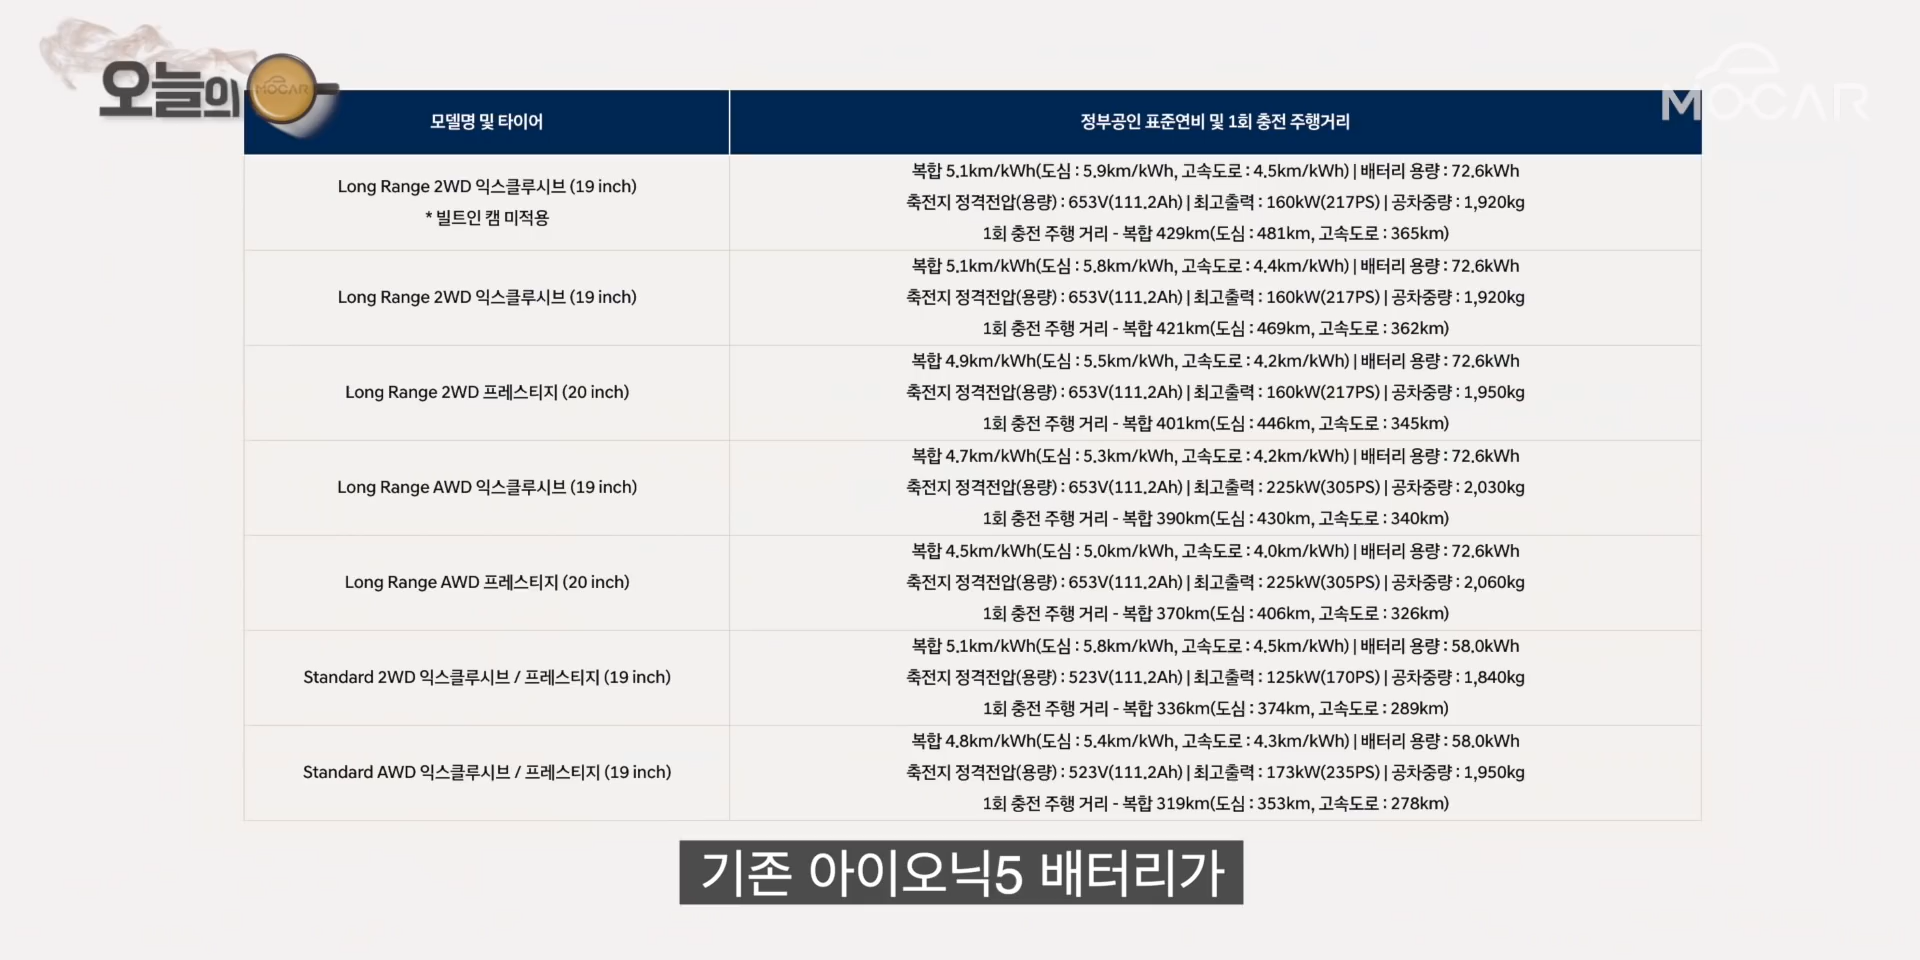 오늘의
MOCAR
MOCAR
모델명 및 타이어
정부공인 표준연비 및 1회 충전 주행거리
Long Range 2WD 익스클루시브 (19 inch)
* 빌트인 캠 미적용
복합 5.1km/kWh(도심 : 5.9km/kWh, 고속도로 : 4.5km/kWh) | 배터리 용량 : 72.6kWh
축전지 정격전압(용량) : 653V(111.2Ah) | 최고출력 : 160kW(217PS) | 공차중량 : 1,920kg
1회 충전 주행 거리 - 복합 429km(도심 : 481km, 고속도로 : 365km)
Long Range 2WD 익스클루시브 (19 inch)
복합 5.1km/kWh(도심 : 5.8km/kWh, 고속도로 : 4.4km/kWh) | 배터리 용량 : 72.6kWh
축전지 정격전압(용량) : 653V(111.2Ah) | 최고출력 : 160kW(217PS) | 공차중량 : 1,920kg
1회 충전 주행 거리 - 복합 421km(도심 : 469km, 고속도로 : 362km)
Long Range 2WD 프레스티지 (20 inch)
복합 4.9km/kWh(도심 : 5.5km/kWh, 고속도로 : 4.2km/kWh) | 배터리 용량 : 72.6kWh
축전지 정격전압(용량) : 653V(111.2Ah) | 최고출력 : 160kW(217PS) | 공차중량 : 1,950kg
1회 충전 주행 거리 - 복합 401km(도심 : 446km, 고속도로 : 345km)
Long Range AWD 익스클루시브 (19 inch)
복합 4.7km/kWh(도심 : 5.3km/kWh, 고속도로 : 4.2km/kWh) | 배터리 용량 : 72.6kWh
축전지 정격전압(용량) : 653V(111.2Ah) | 최고출력 : 225kW(305PS) | 공차중량 : 2,030kg
1회 충전 주행 거리 - 복합 390km(도심 : 430km, 고속도로 : 340km)
Long Range AWD 프레스티지 (20 inch)
복합 4.5km/kWh(도심 : 5.0km/kWh, 고속도로 : 4.0km/kWh) | 배터리 용량 : 72.6kWh
축전지 정격전압(용량) : 653V(111.2Ah) | 최고출력 : 225kW(305PS) | 공차중량 : 2,060kg
1회 충전 주행 거리 - 복합 370km(도심 : 406km, 고속도로 : 326km)
Standard 2WD 익스클루시브 / 프레스티지 (19 inch)
복합 5.1km/kWh(도심 : 5.8km/kWh, 고속도로 : 4.5km/kWh) | 배터리 용량 : 58.0kWh
축전지 정격전압(용량) : 523V(111.2Ah) | 최고출력 : 125kW(170PS) | 공차중량 : 1,840kg
1회 충전 주행 거리 - 복합 336km(도심 : 374km, 고속도로 : 289km)
Standard AWD 익스클루시브 / 프레스티지 (19 inch)
복합 4.8km/kWh(도심 : 5.4km/kWh, 고속도로 : 4.3km/kWh) | 배터리 용량 : 58.0kWh
축전지 정격전압(용량) : 523V(111.2Ah) | 최고출력 : 173kW(235PS) | 공차중량 : 1,950kg
1회 충전 주행 거리 - 복합 319km(도심 : 353km, 고속도로 : 278km)
기존 아이오닉5 배터리가